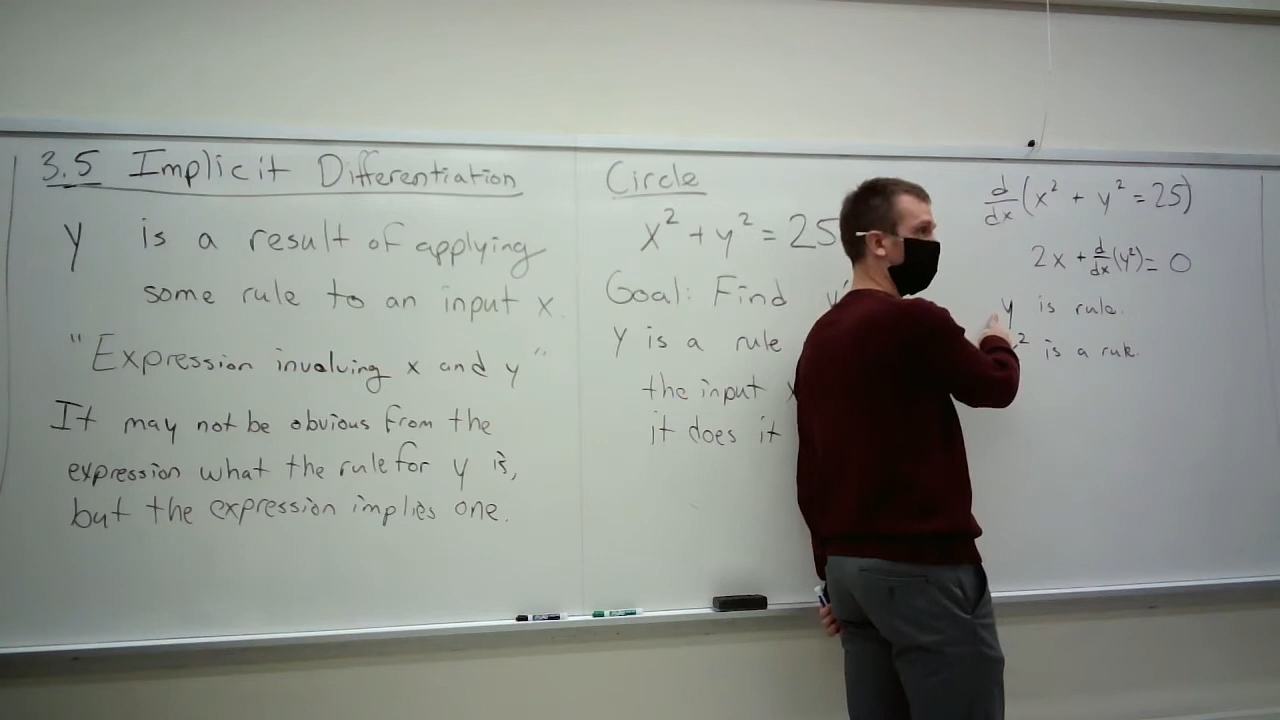 3.5 Implicit Differentiation
y is a result of applying
some rule to an input x.
"Expression involving x and y"
It may not be obvious from the
expression what the rule for y is,
but the expression implies one.
Circle
x² + y² = 25
Goal: Find y'
y is a rule
the input x
it does it
d/dx (x² + y² = 25)
2x + d/dx (y²) = 0
y is rule.
² is a rule.